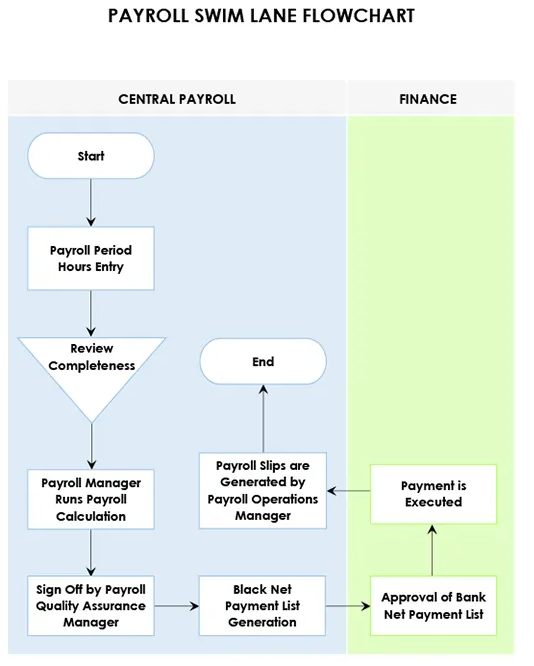 PAYROLL SWIM LANE FLOWCHART
CENTRAL PAYROLL
FINANCE
Start
Payroll Period
Hours Entry
Review
Completeness
End
Payroll Manager
Runs Payroll
Calculation
Payroll Slips are
Generated by
Payroll Operations
Manager
Payment is
Executed
Sign Off by Payroll
Quality Assurance
Manager
Black Net
Payment List
Generation
Approval of Bank
Net Payment List